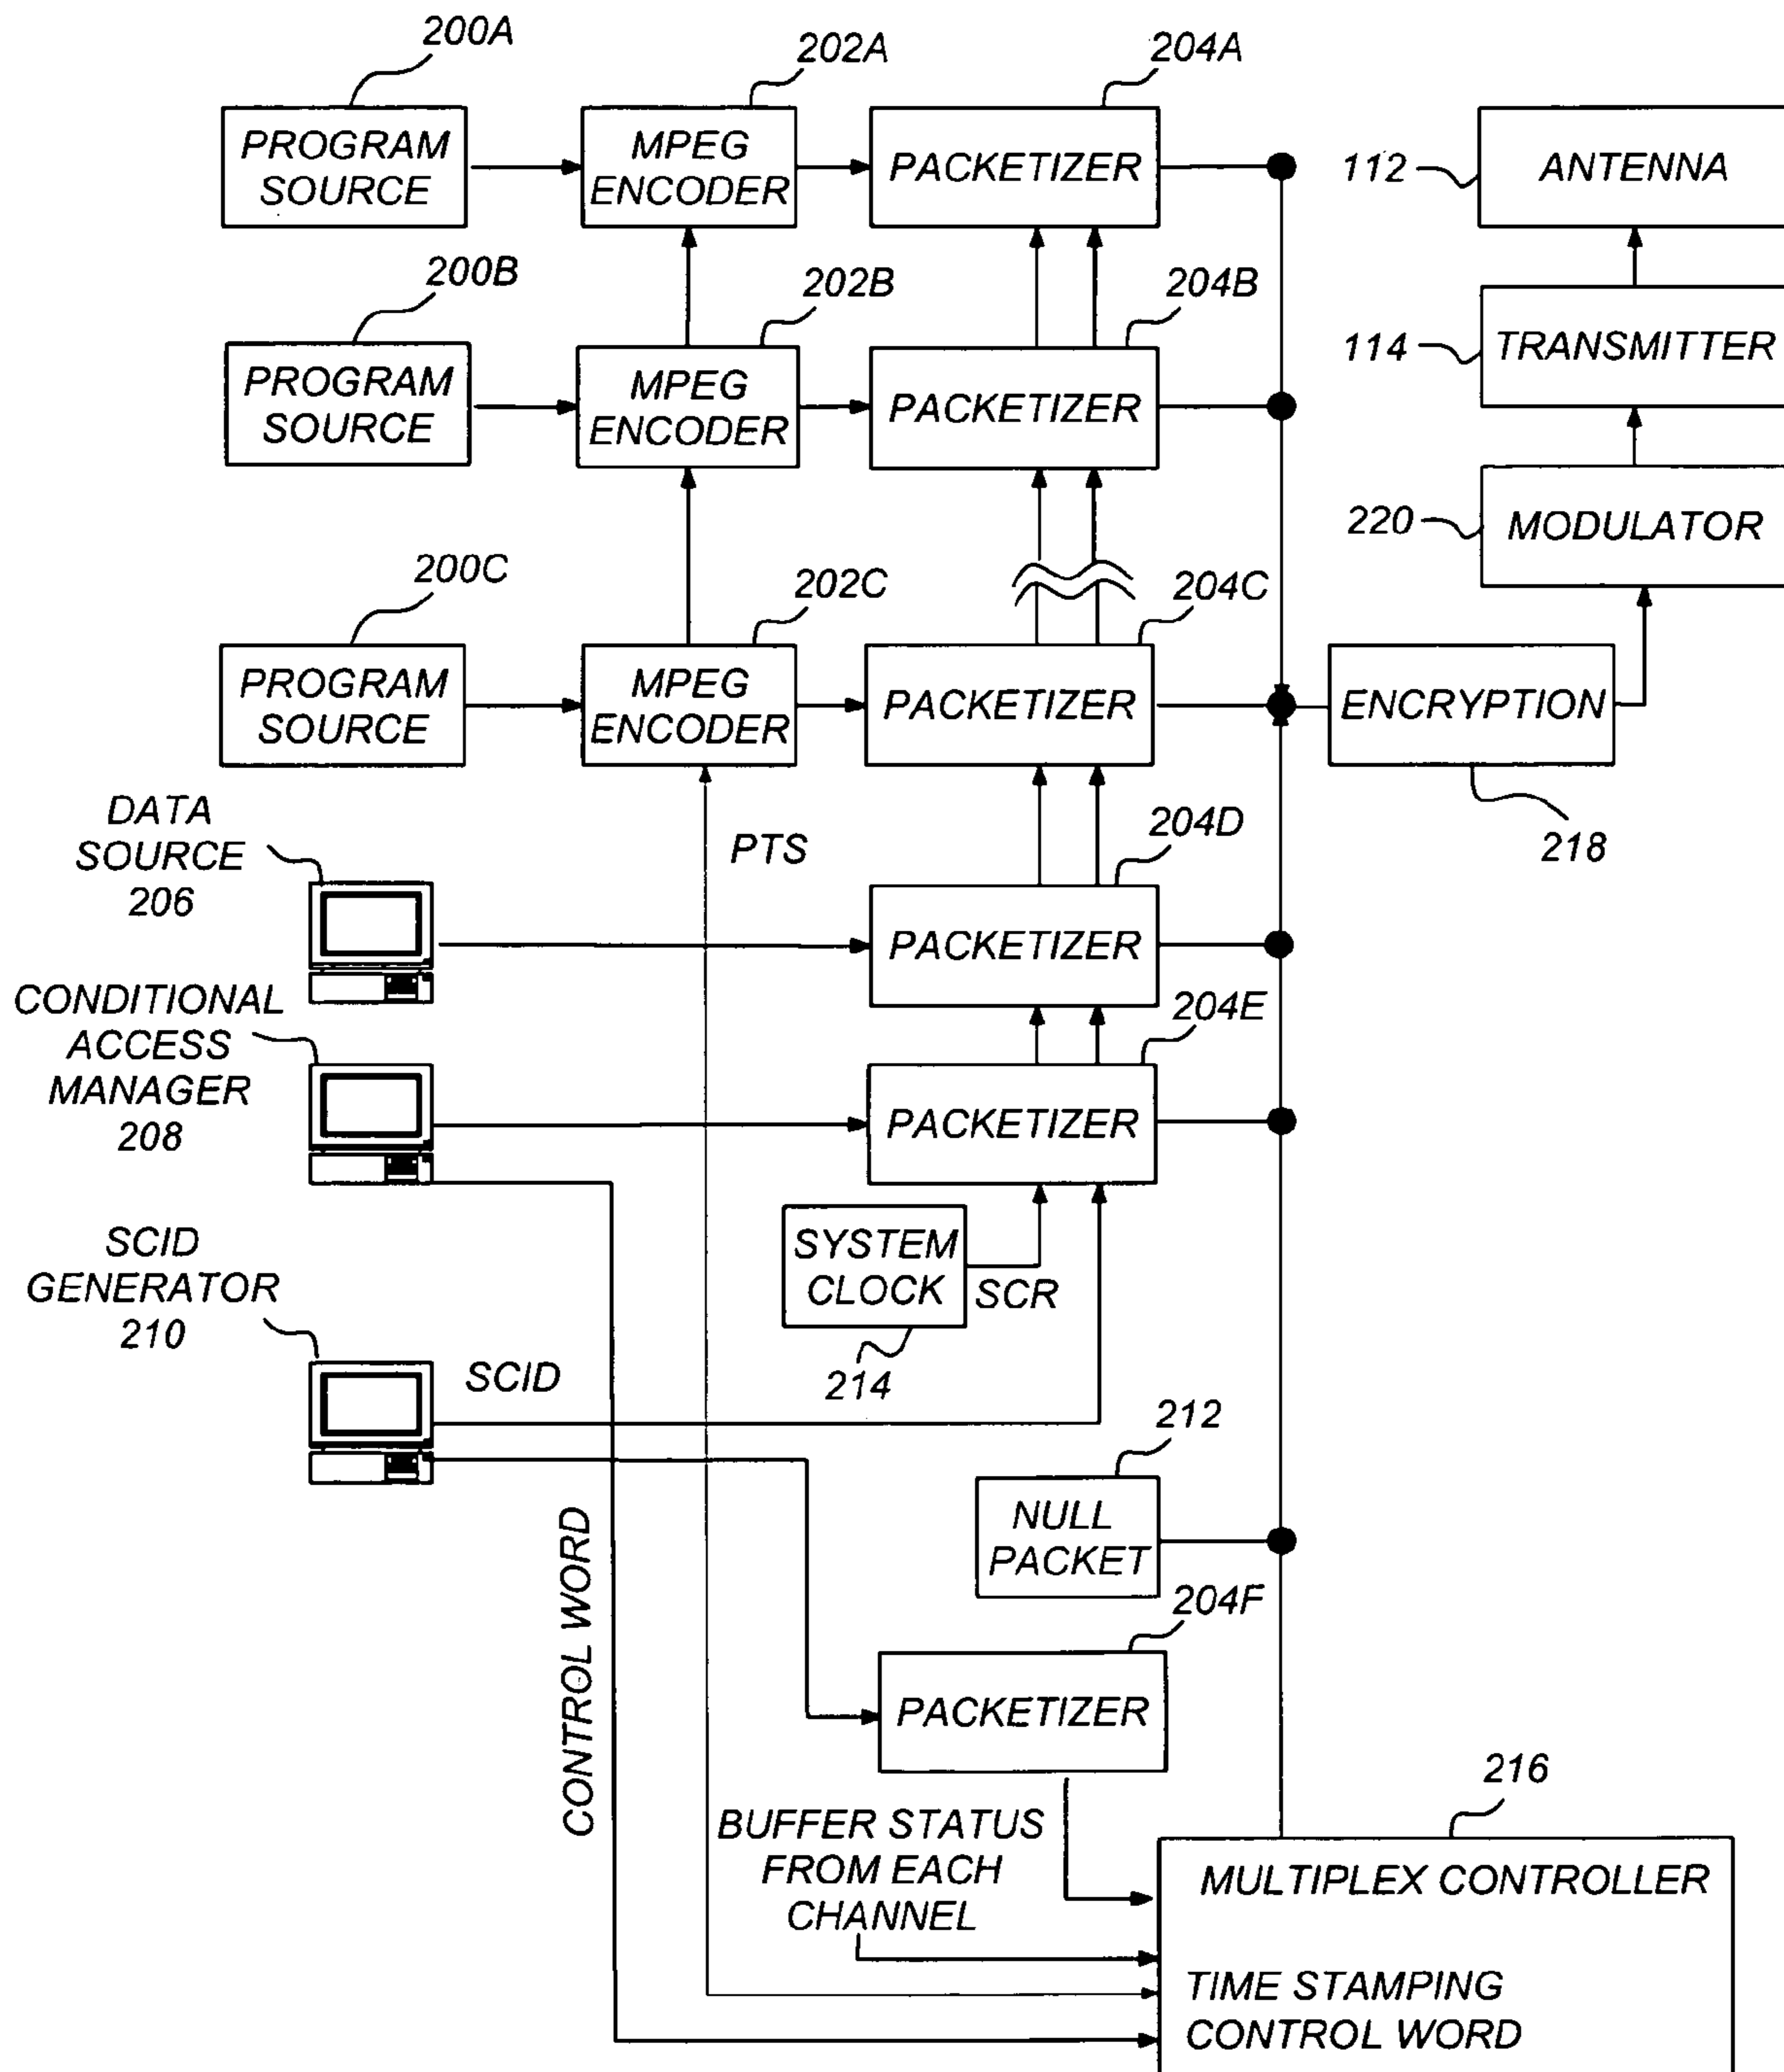 200A
202A
204A
PROGRAM
SOURCE
MPEG
ENCODER
PACKETIZER
112
ANTENNA
200B
202B
204B
PROGRAM
SOURCE
MPEG
ENCODER
PACKETIZER
114
TRANSMITTER
220
MODULATOR
200C
202C
204C
PROGRAM
SOURCE
MPEG
ENCODER
PACKETIZER
ENCRYPTION
218
DATA
SOURCE
206
PTS
204D
PACKETIZER
CONDITIONAL
ACCESS
MANAGER
208
204E
PACKETIZER
SYSTEM
CLOCK
SCR
214
SCID
GENERATOR
210
SCID
212
NULL
PACKET
CONTROL WORD
204F
PACKETIZER
BUFFER STATUS
FROM EACH
CHANNEL
216
MULTIPLEX CONTROLLER
TIME STAMPING
CONTROL WORD